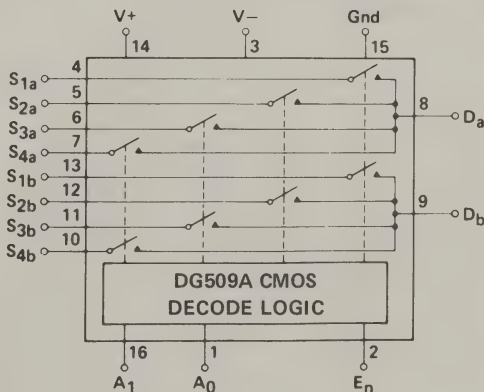 V+ V− Gnd
14 3 15
S1a 4
S2a 5
S3a 6
S4a 7
8 Da
S1b 13
S2b 12
S3b 11
S4b 10
9 Db
DG509A CMOS
DECODE LOGIC
16 1 2
A1 A0 En